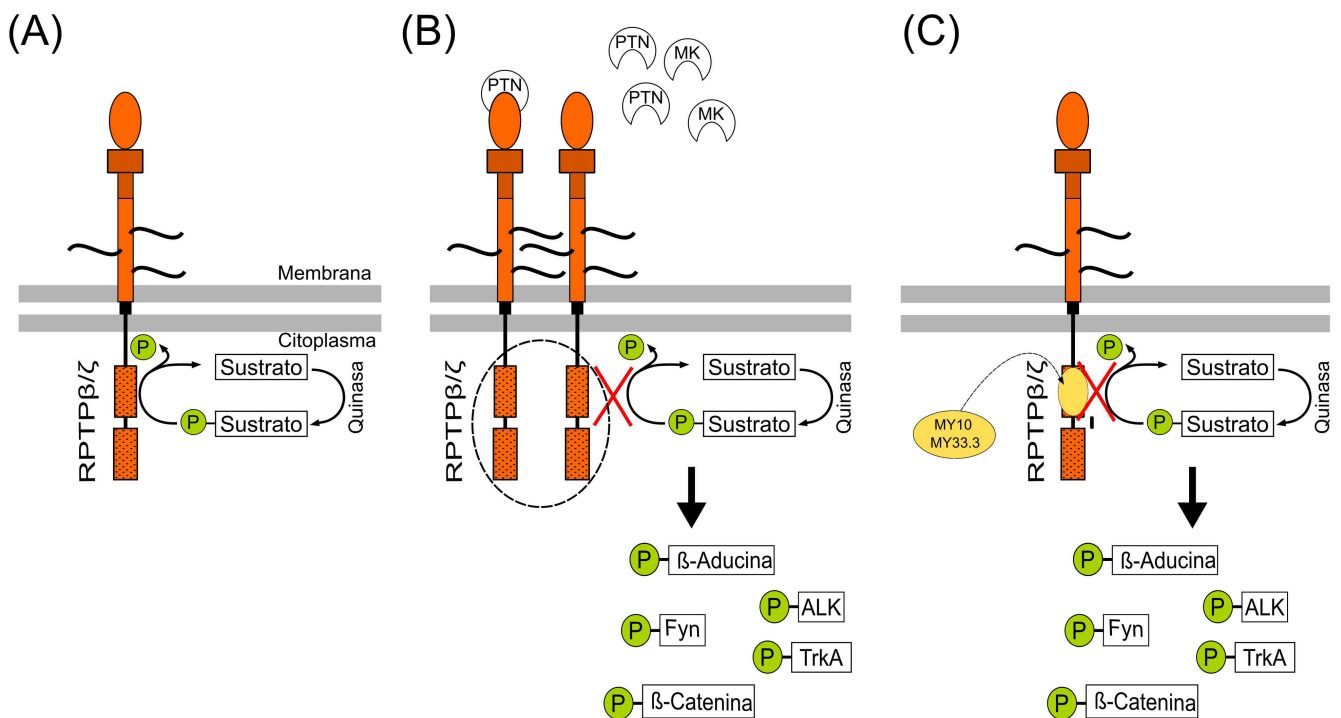 (A)
Membrana
Citoplasma
P
Sustrato
P Sustrato
Quinasa
RPTPβ/ζ
(B)
PTN
PTN
MK
PTN
MK
P
Sustrato
P Sustrato
Quinasa
RPTPβ/ζ
P ß-Aducina
P ALK
P Fyn
P TrkA
P ß-Catenina
(C)
P
Sustrato
P Sustrato
Quinasa
RPTPβ/ζ
MY10
MY33.3
P ß-Aducina
P ALK
P Fyn
P TrkA
P ß-Catenina